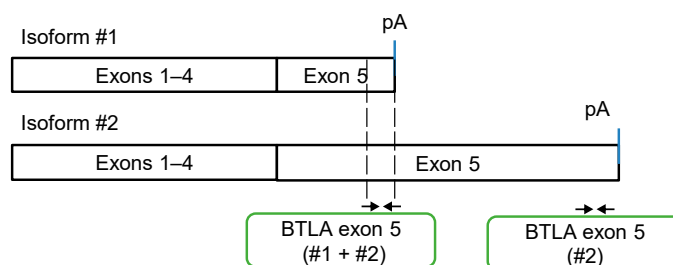 Isoform #1
pA
Exons 1–4
Exon 5
Isoform #2
pA
Exons 1–4
Exon 5
BTLA exon 5
(#1 + #2)
BTLA exon 5
(#2)